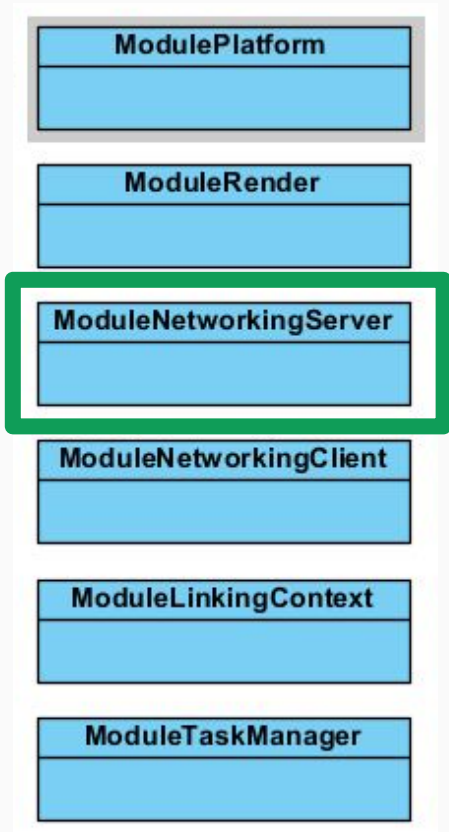 ModulePlatform
ModuleRender
ModuleNetworkingServer
ModuleNetworkingClient
ModuleLinkingContext
ModuleTaskManager